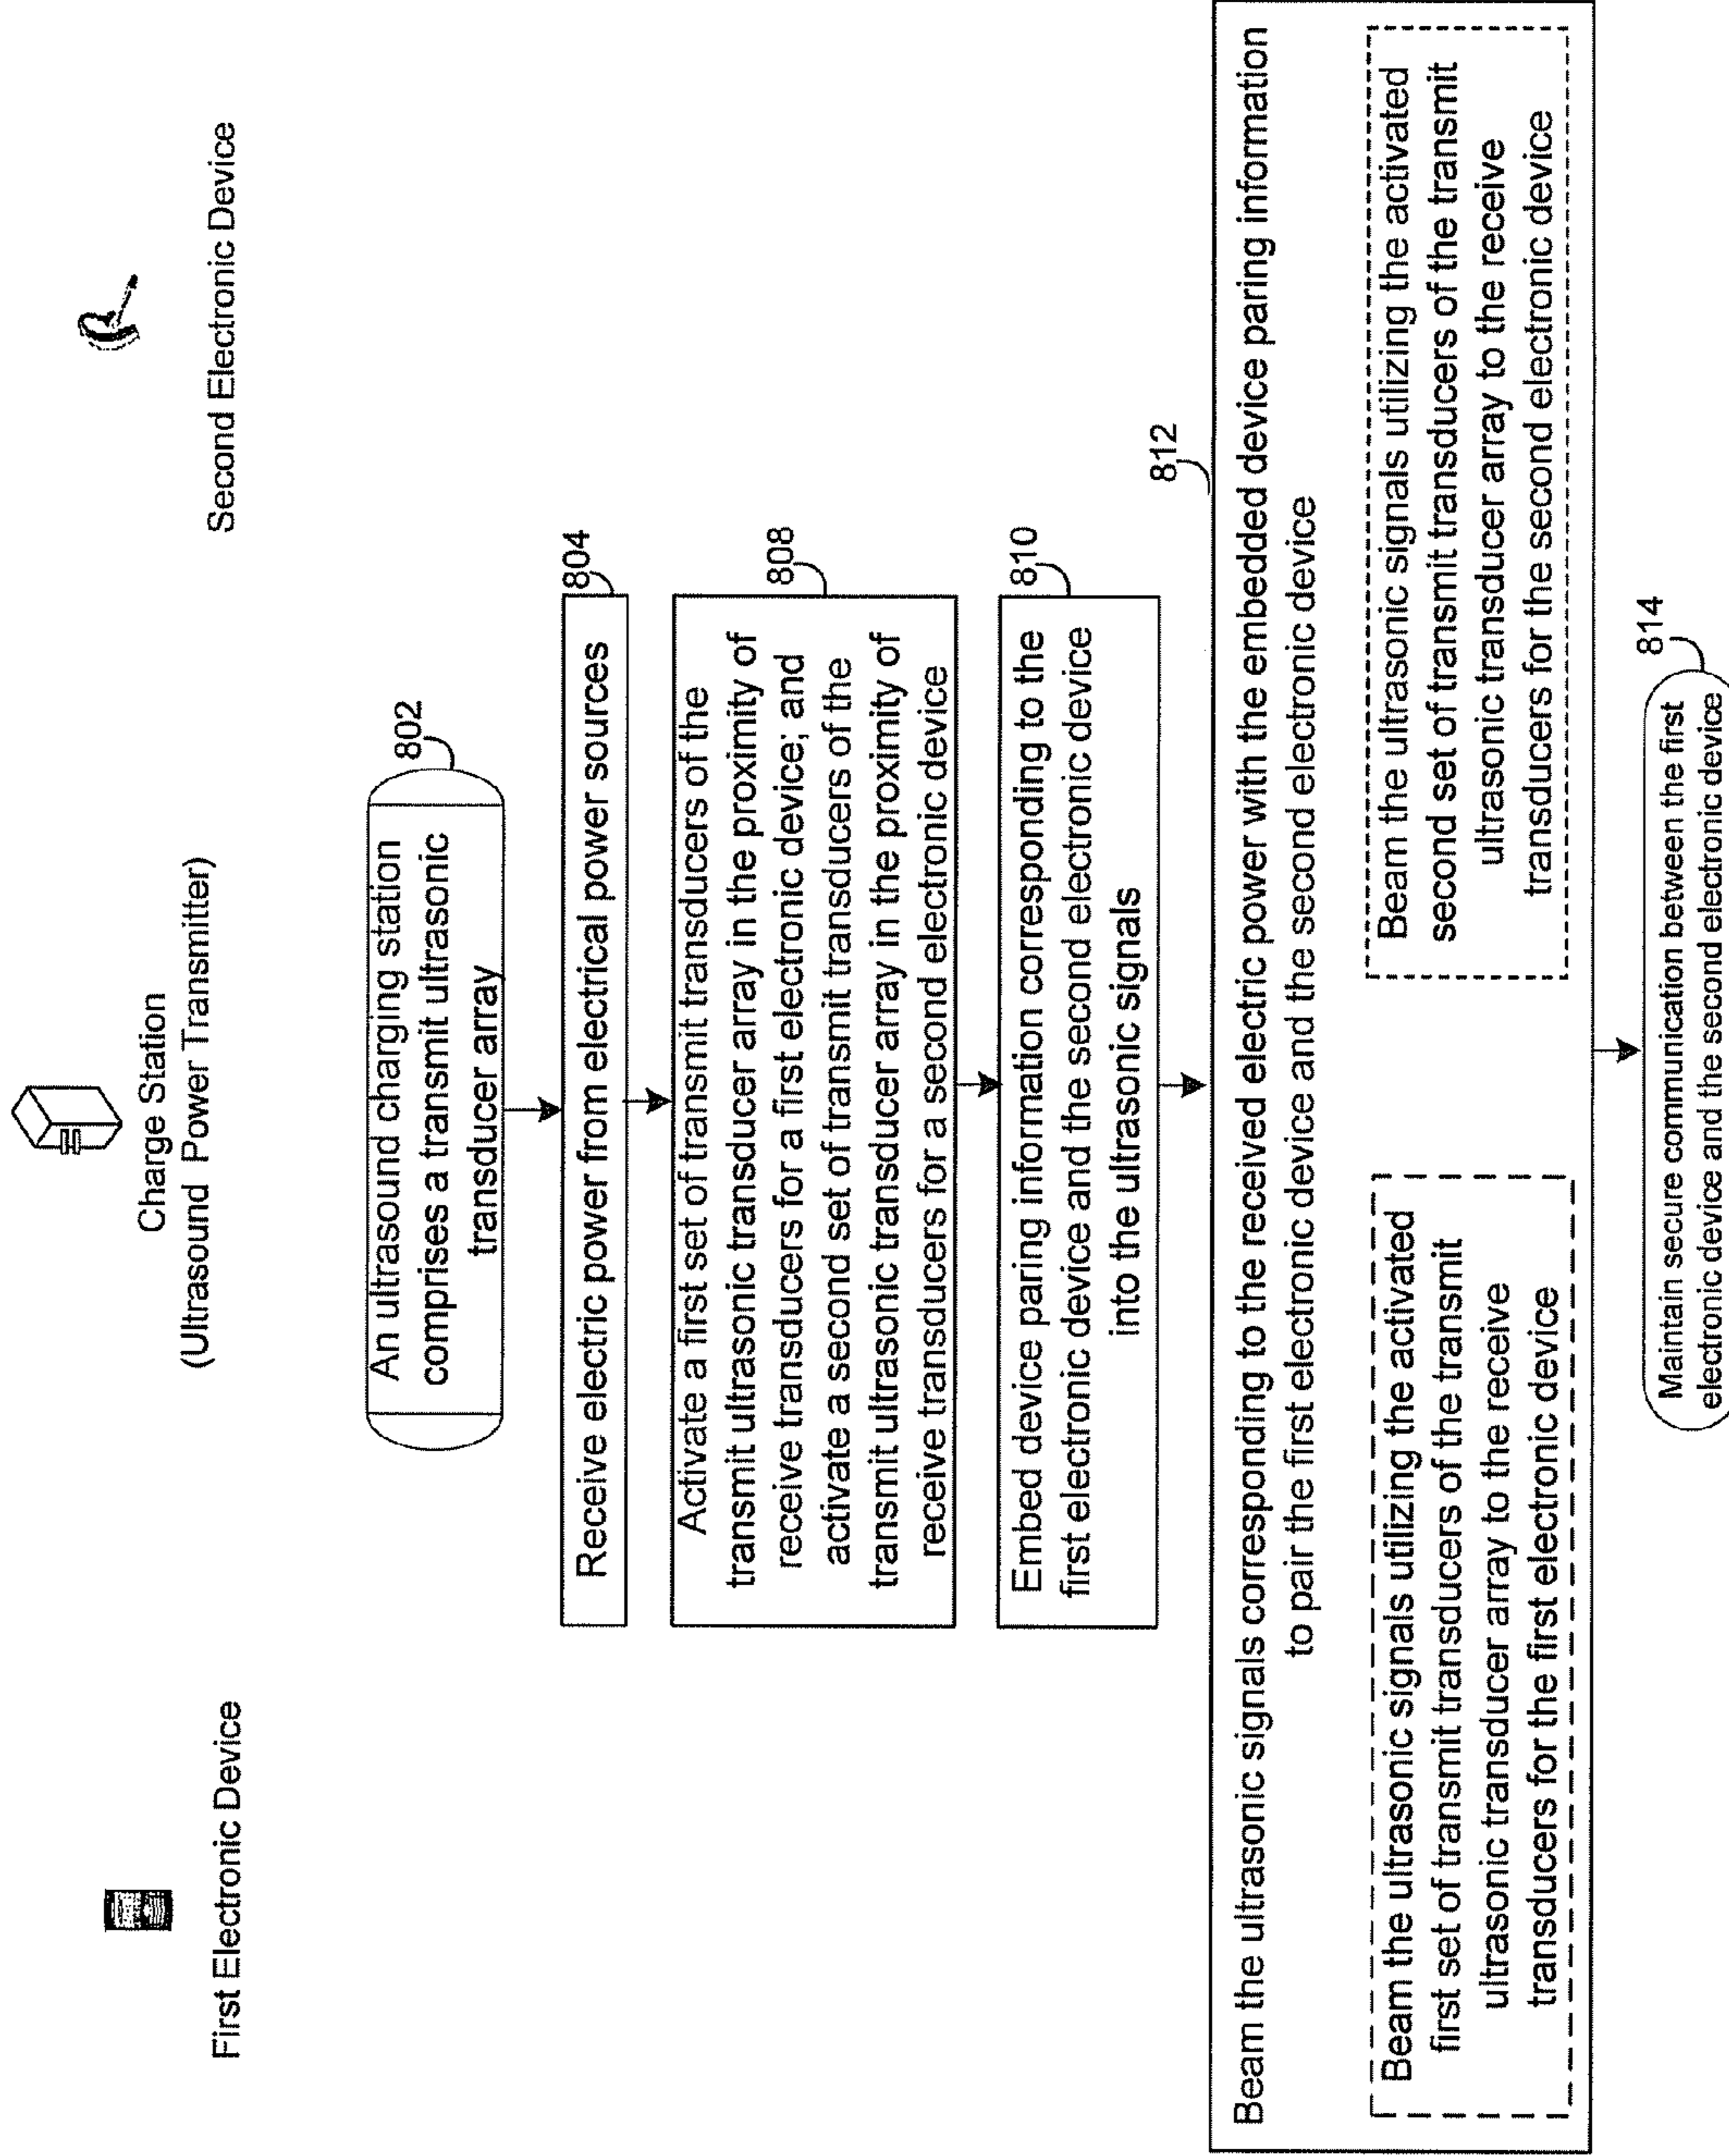 First Electronic Device
Charge Station
(Ultrasound Power Transmitter)
Second Electronic Device
802
An ultrasound charging station
comprises a transmit ultrasonic
transducer array
804
Receive electric power from electrical power sources
808
Activate a first set of transmit transducers of the
transmit ultrasonic transducer array in the proximity of
receive transducers for a first electronic device; and
activate a second set of transmit transducers of the
transmit ultrasonic transducer array in the proximity of
receive transducers for a second electronic device
810
Embed device paring information corresponding to the
first electronic device and the second electronic device
into the ultrasonic signals
812
Beam the ultrasonic signals corresponding to the received electric power with the embedded device paring information
to pair the first electronic device and the second electronic device
Beam the ultrasonic signals utilizing the activated
first set of transmit transducers of the transmit
ultrasonic transducer array to the receive
transducers for the first electronic device
Beam the ultrasonic signals utilizing the activated
second set of transmit transducers of the transmit
ultrasonic transducer array to the receive
transducers for the second electronic device
814
Maintain secure communication between the first
electronic device and the second electronic device